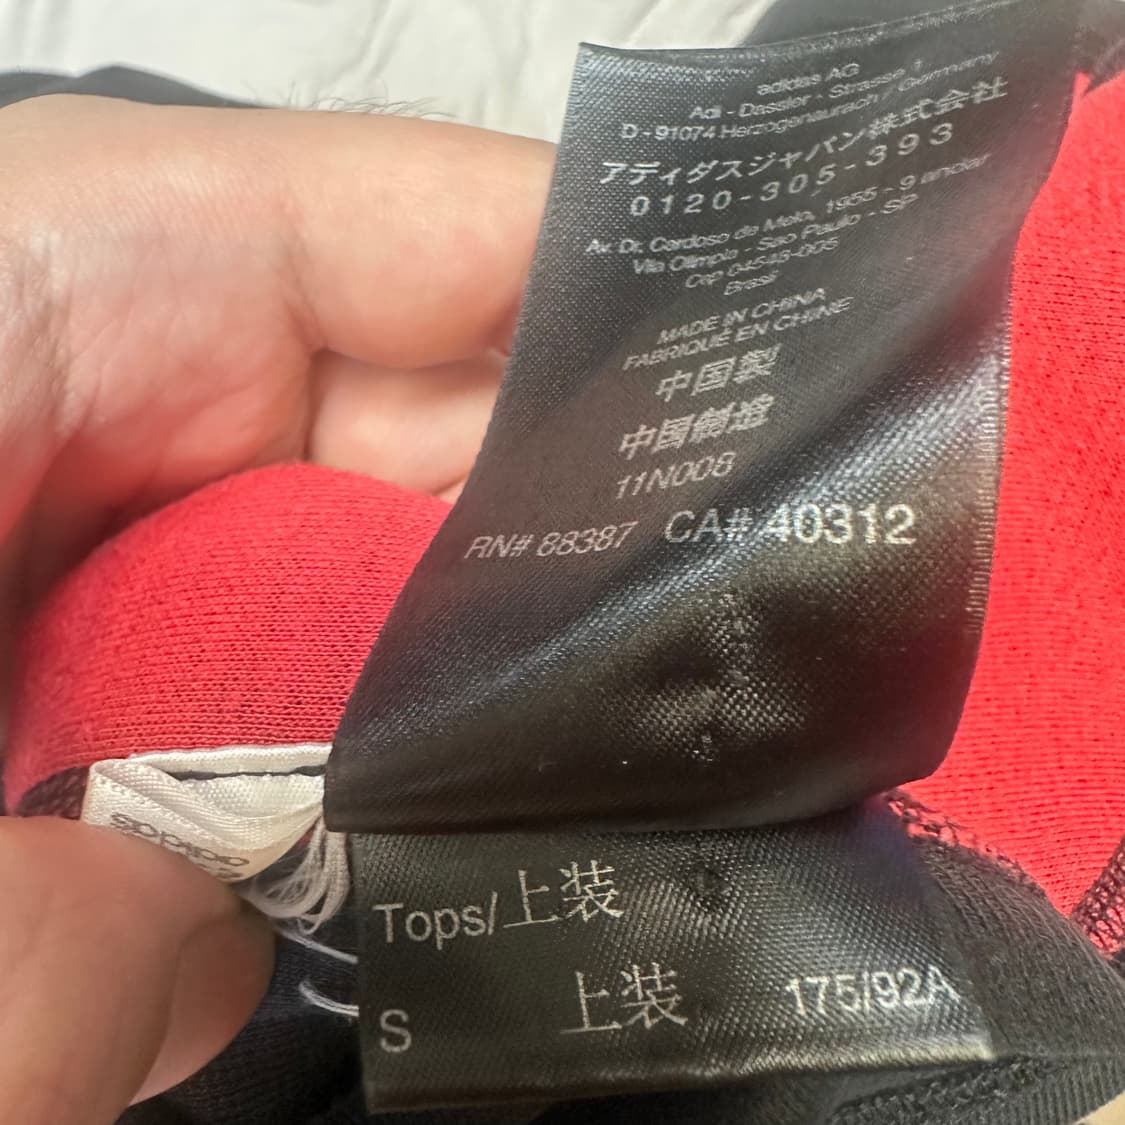 adidas AG
Adi - Dassler - Strasse 1
D - 91074 Herzogenaurach / Germany
アディダスジャパン株式会社
0120-305-393
Av. Dr. Cardoso de Melo, 1955 - 9 andar
Vila Olimpia - Sao Paulo - SP
Cep 04548-005
Brasil
MADE IN CHINA
FABRIQUE EN CHINE
中国製
中国制造
11N008
RN# 88387 CA# 40312
adidas
Tops/上装
上装 175/92A
S